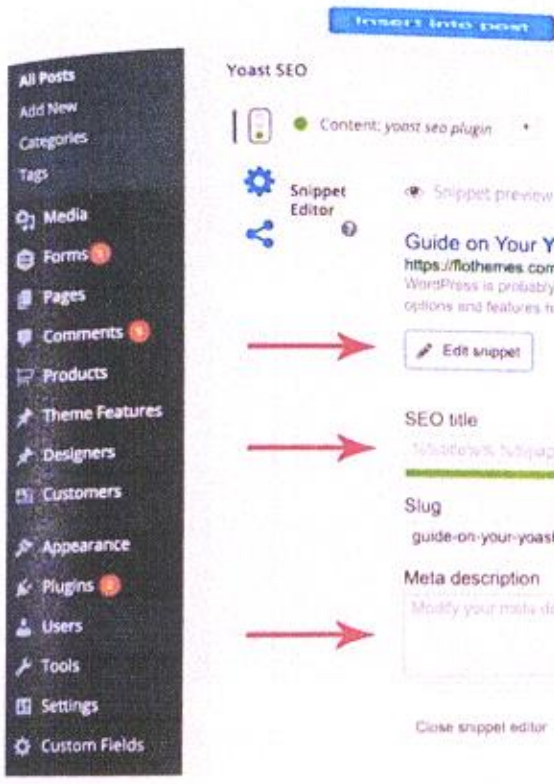 Insert into post
All Posts
Add New
Categories
Tags
Media
Forms
Pages
Comments
Products
Theme Features
Designers
Customers
Appearance
Plugins
Users
Tools
Settings
Custom Fields
Yoast SEO
Content: yoast seo plugin
Snippet
Editor
Snippet preview
Guide on Your Y
https://flothemes.com
WordPress is probably
options and features
Edit snippet
SEO title
Slug
guide-on-your-yoast
Meta description
Modify your meta de
Close snippet editor